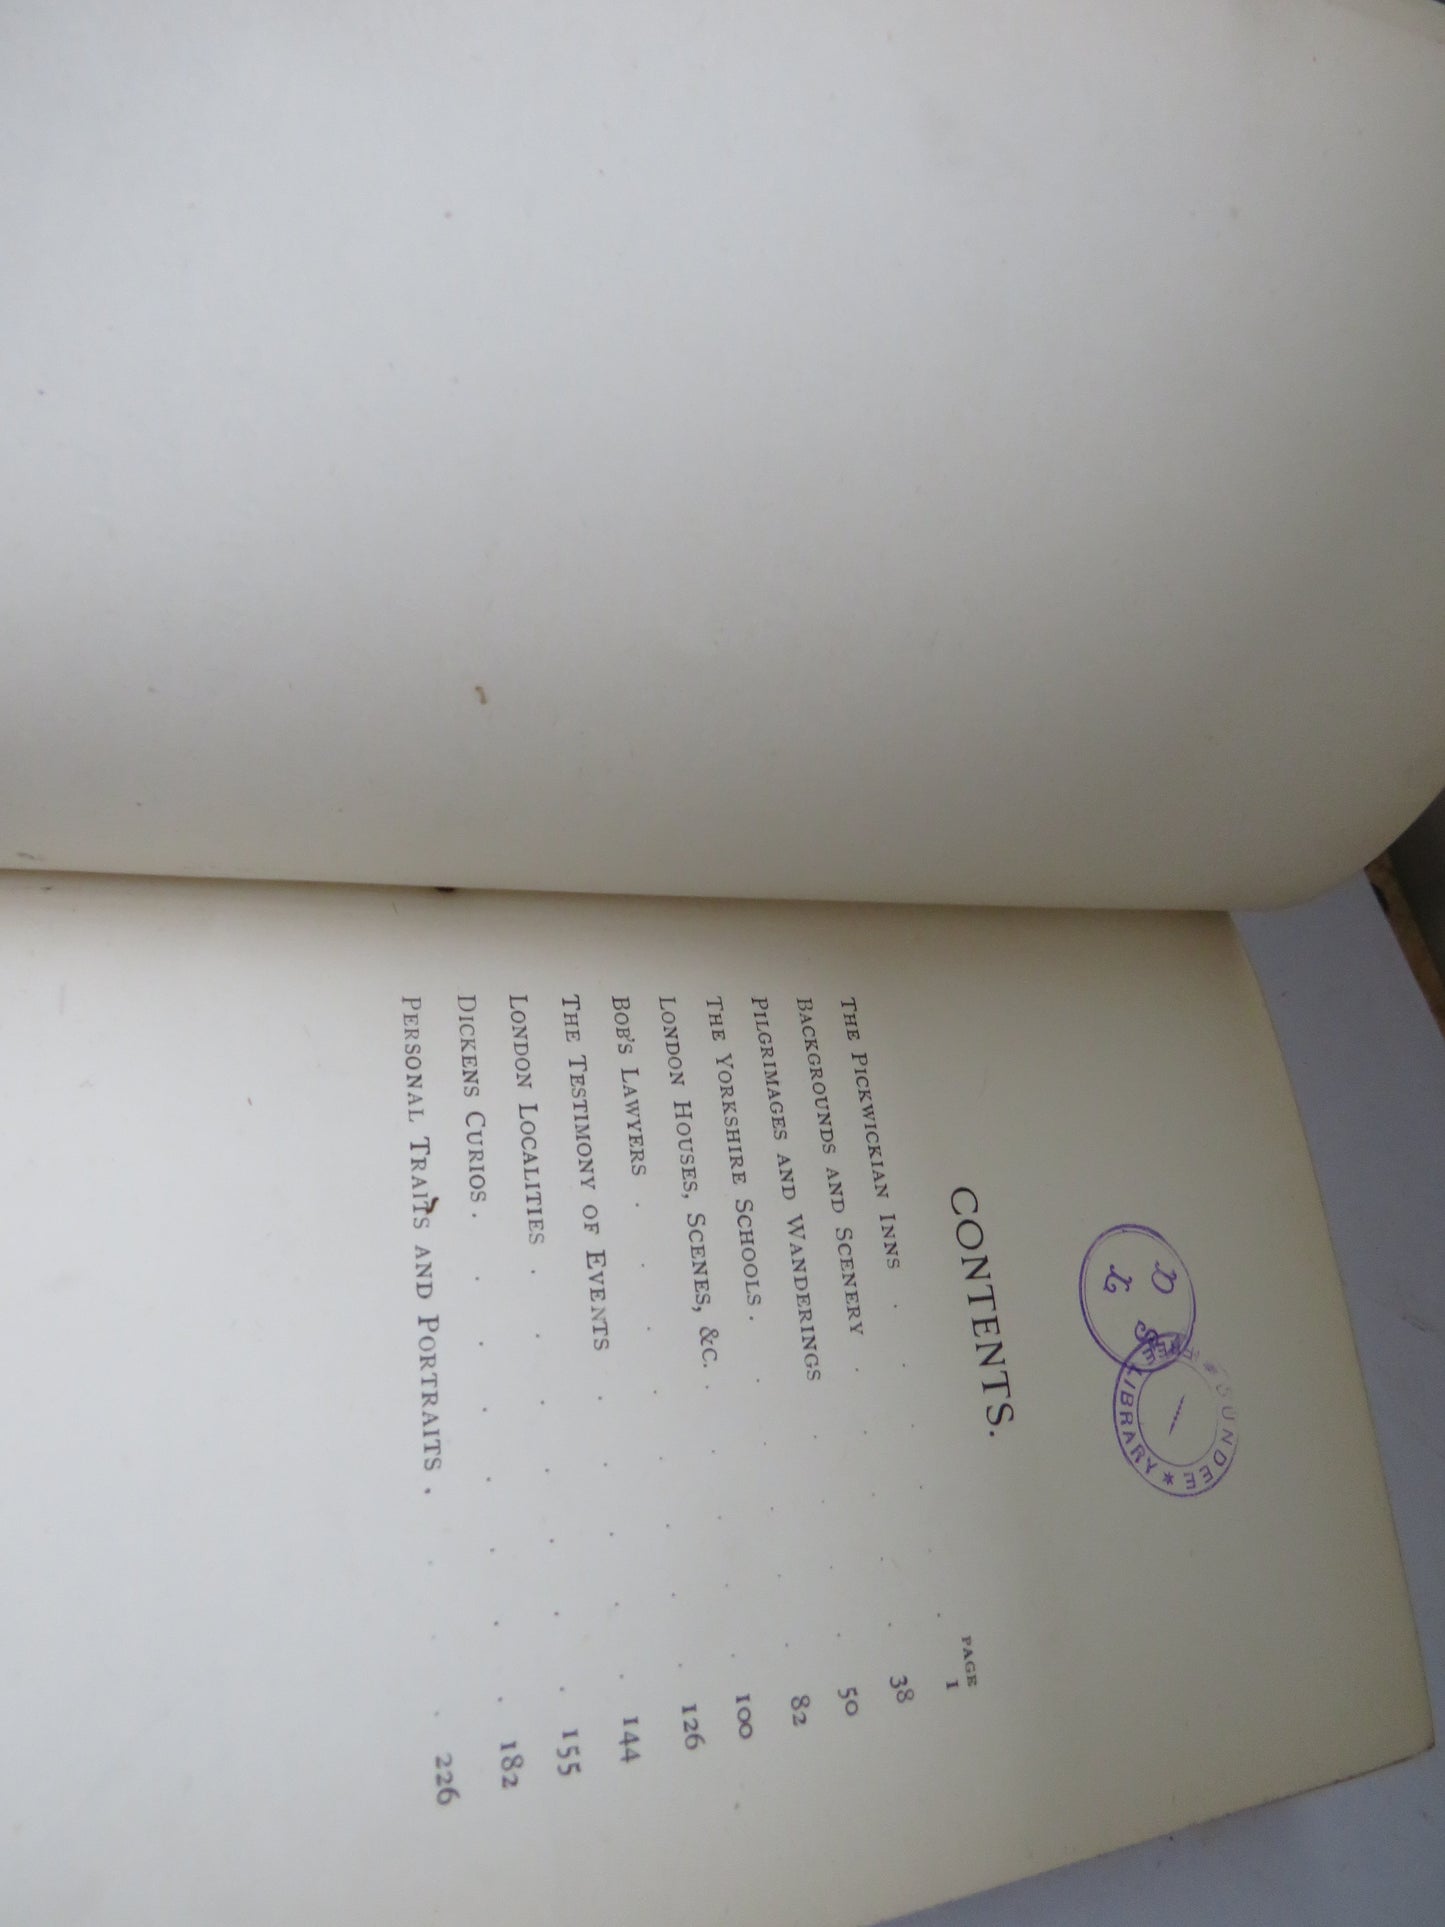 LIBRARY
CONTENTS.
PAGE
THE PICKWICKIAN INNS . . . . . . 1
BACKGROUNDS AND SCENERY . . . . 38
PILGRIMAGES AND WANDERINGS . . . 50
THE YORKSHIRE SCHOOLS . . . . . 82
LONDON HOUSES, SCENES, &C. . . . . 100
BOB'S LAWYERS . . . . . . . . 126
THE TESTIMONY OF EVENTS . . . . . 144
LONDON LOCALITIES . . . . . . . 155
DICKENS CURIOS . . . . . . . . 182
PERSONAL TRAITS AND PORTRAITS . . . . 226